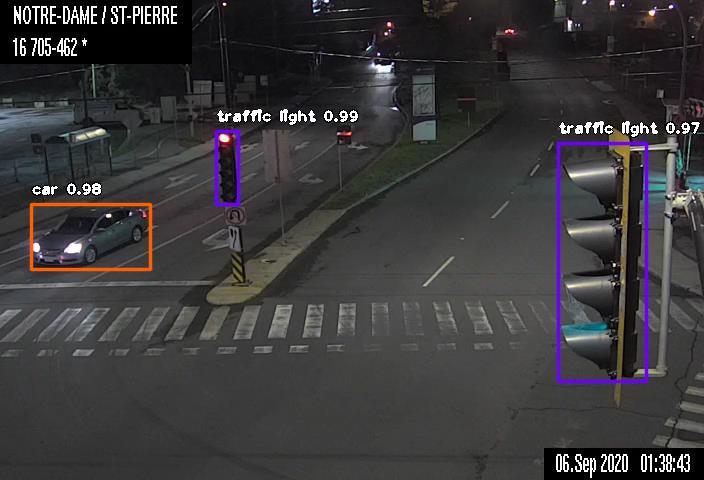 NOTRE-DAME / ST-PIERRE
16 705-462 *
traffic light 0.99
traffic light 0.97
car 0.98
06.Sep 2020 01:38:43